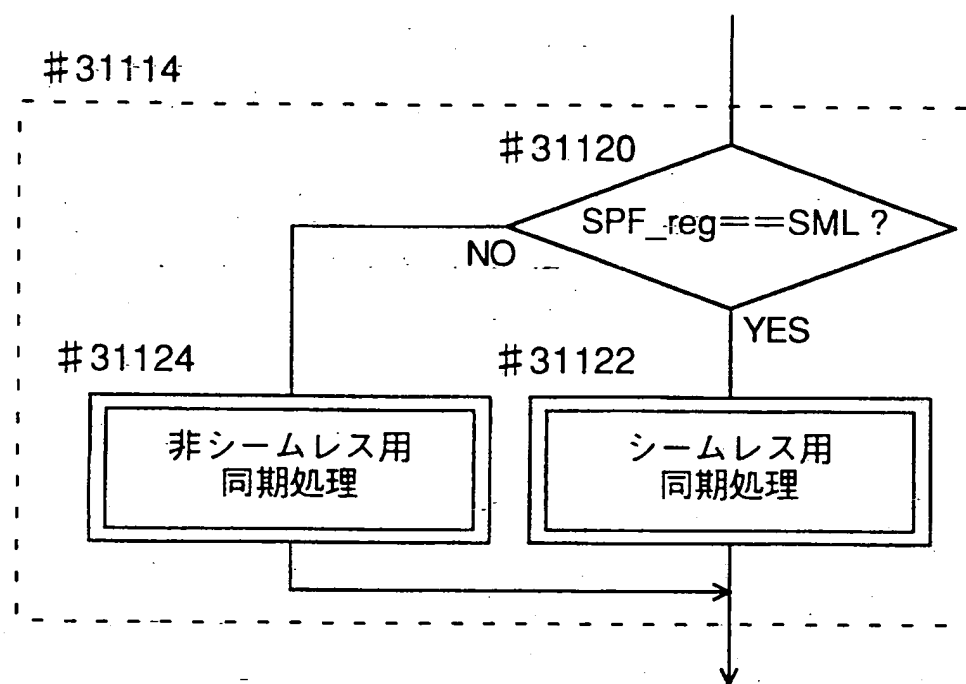 #31114
#31120
SPF_reg==SML?
NO
YES
#31124
#31122
非シームレス用
同期処理
シームレス用
同期処理